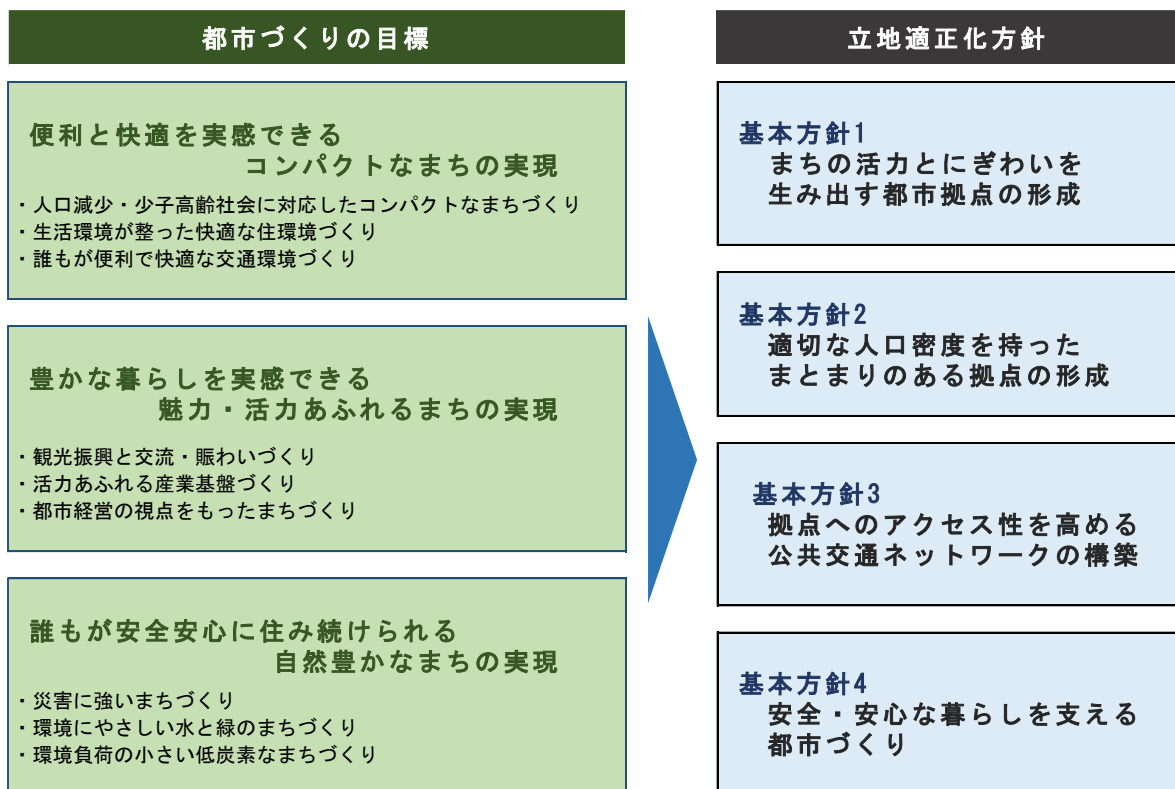 都市づくりの目標
便利と快適を実感できる
コンパクトなまちの実現
・人口減少・少子高齢社会に対応したコンパクトなまちづくり
・生活環境が整った快適な住環境づくり
・誰もが便利で快適な交通環境づくり
豊かな暮らしを実感できる
魅力・活力あふれるまちの実現
・観光振興と交流・賑わいづくり
・活力あふれる産業基盤づくり
・都市経営の視点をもったまちづくり
誰もが安全安心に住み続けられる
自然豊かなまちの実現
・災害に強いまちづくり
・環境にやさしい水と緑のまちづくり
・環境負荷の小さい低炭素なまちづくり
立地適正化方針
基本方針1
まちの活力とにぎわいを
生み出す都市拠点の形成
基本方針2
適切な人口密度を持った
まとまりのある拠点の形成
基本方針3
拠点へのアクセス性を高める
公共交通ネットワークの構築
基本方針4
安全・安心な暮らしを支える
都市づくり